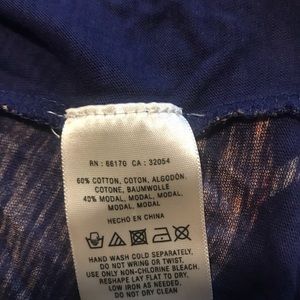 RN : 66170 CA : 32054
60% COTTON, COTON, ALGODÓN,
COTONE, BAUMWOLLE
40% MODAL, MODAL, MODAL,
MODAL, MODAL
HECHO EN CHINA
HAND WASH COLD SEPARATELY.
DO NOT WRING OR TWIST.
USE ONLY NON-CHLORINE BLEACH.
RESHAPE LAY FLAT TO DRY.
LOW IRON AS NEEDED.
DO NOT DRY CLEAN